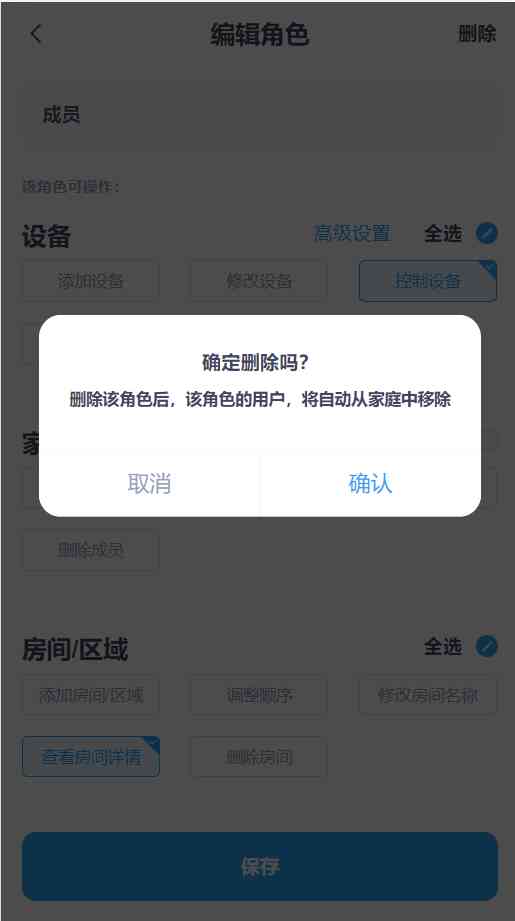 编辑角色
删除
成员
该角色可操作：
设备
高级设置
全选
添加设备
修改设备
控制设备
确定删除吗？
删除该角色后，该角色的用户，将自动从家庭中移除
取消
确认
删除成员
房间/区域
全选
添加房间/区域
调整顺序
修改房间名称
查看房间详情
删除房间
保存